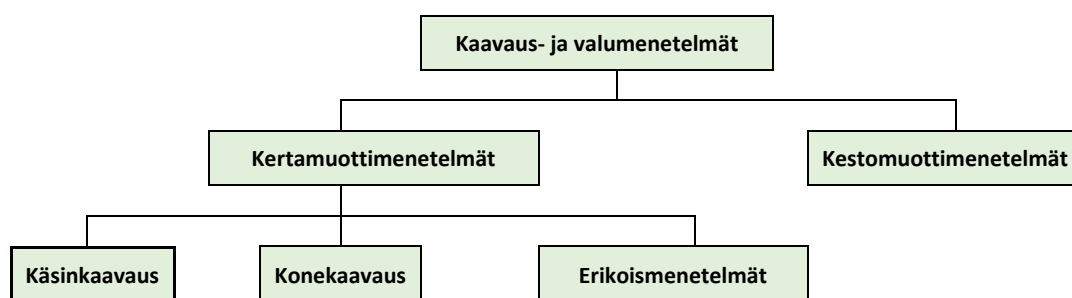 Kaavaus- ja valumenetelmät
Kertamuottimenetelmät
Kestomuottimenetelmät
Käsinkaavaus
Konekaavaus
Erikoismenetelmät